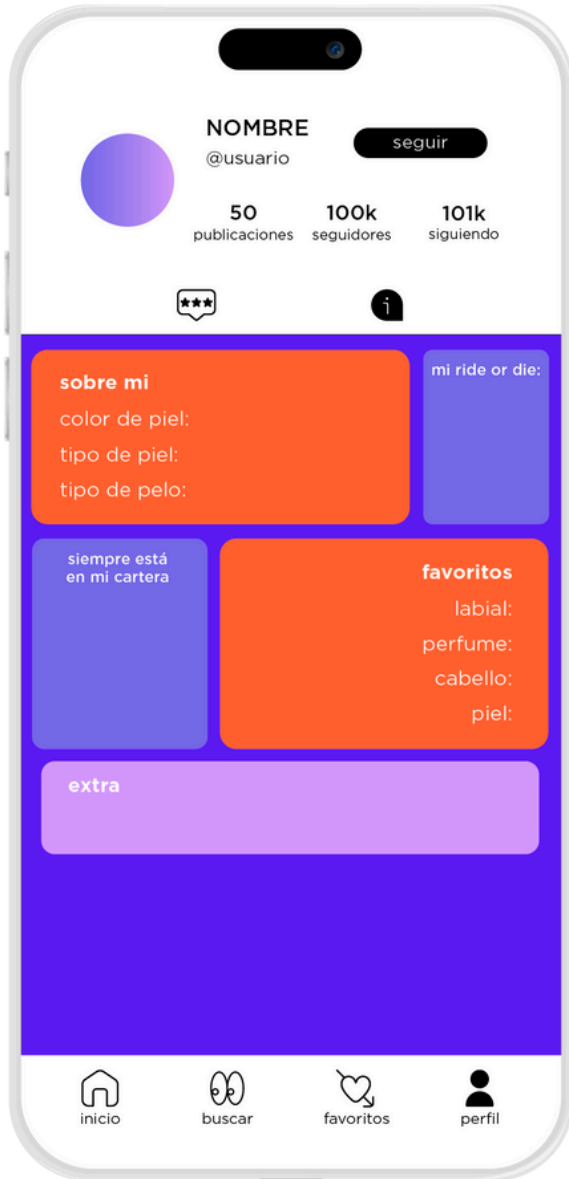 NOMBRE
@usuario
seguir
50
publicaciones
100k
seguidores
101k
siguiendo
i
sobre mi
color de piel:
tipo de piel:
tipo de pelo:
mi ride or die:
siempre está
en mi cartera
favoritos
labial:
perfume:
cabello:
piel:
extra
inicio
buscar
favoritos
perfil